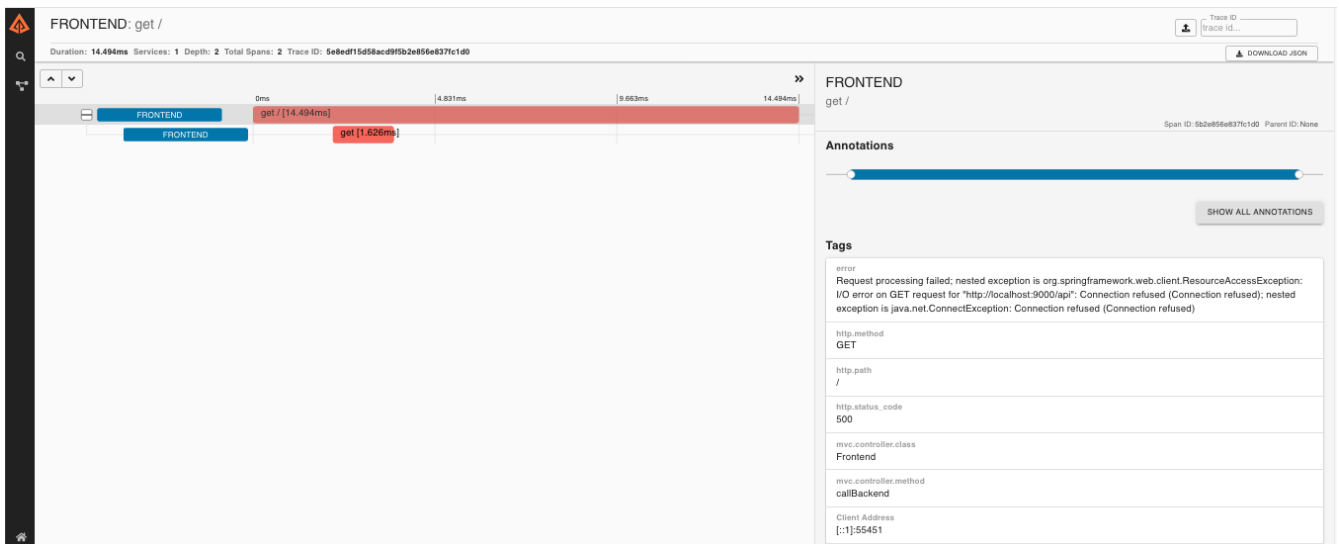 FRONTEND: get /
Trace ID
trace id...
Duration: 14.494ms Services: 1 Depth: 2 Total Spans: 2 Trace ID: 5e8edf15d58acd9f5b2e856e837fc1d0
DOWNLOAD JSON
0ms 4.831ms 9.663ms 14.494ms
FRONTEND get / [14.494ms]
FRONTEND get [1.626ms]
FRONTEND
get /
Span ID: 5b2e856e837fc1d0 Parent ID: None
Annotations
SHOW ALL ANNOTATIONS
Tags
error
Request processing failed; nested exception is org.springframework.web.client.ResourceAccessException:
I/O error on GET request for "http://localhost:9000/api": Connection refused (Connection refused); nested
exception is java.net.ConnectException: Connection refused (Connection refused)
http.method
GET
http.path
/
http.status_code
500
mvc.controller.class
Frontend
mvc.controller.method
callBackend
Client Address
[::1]:55451